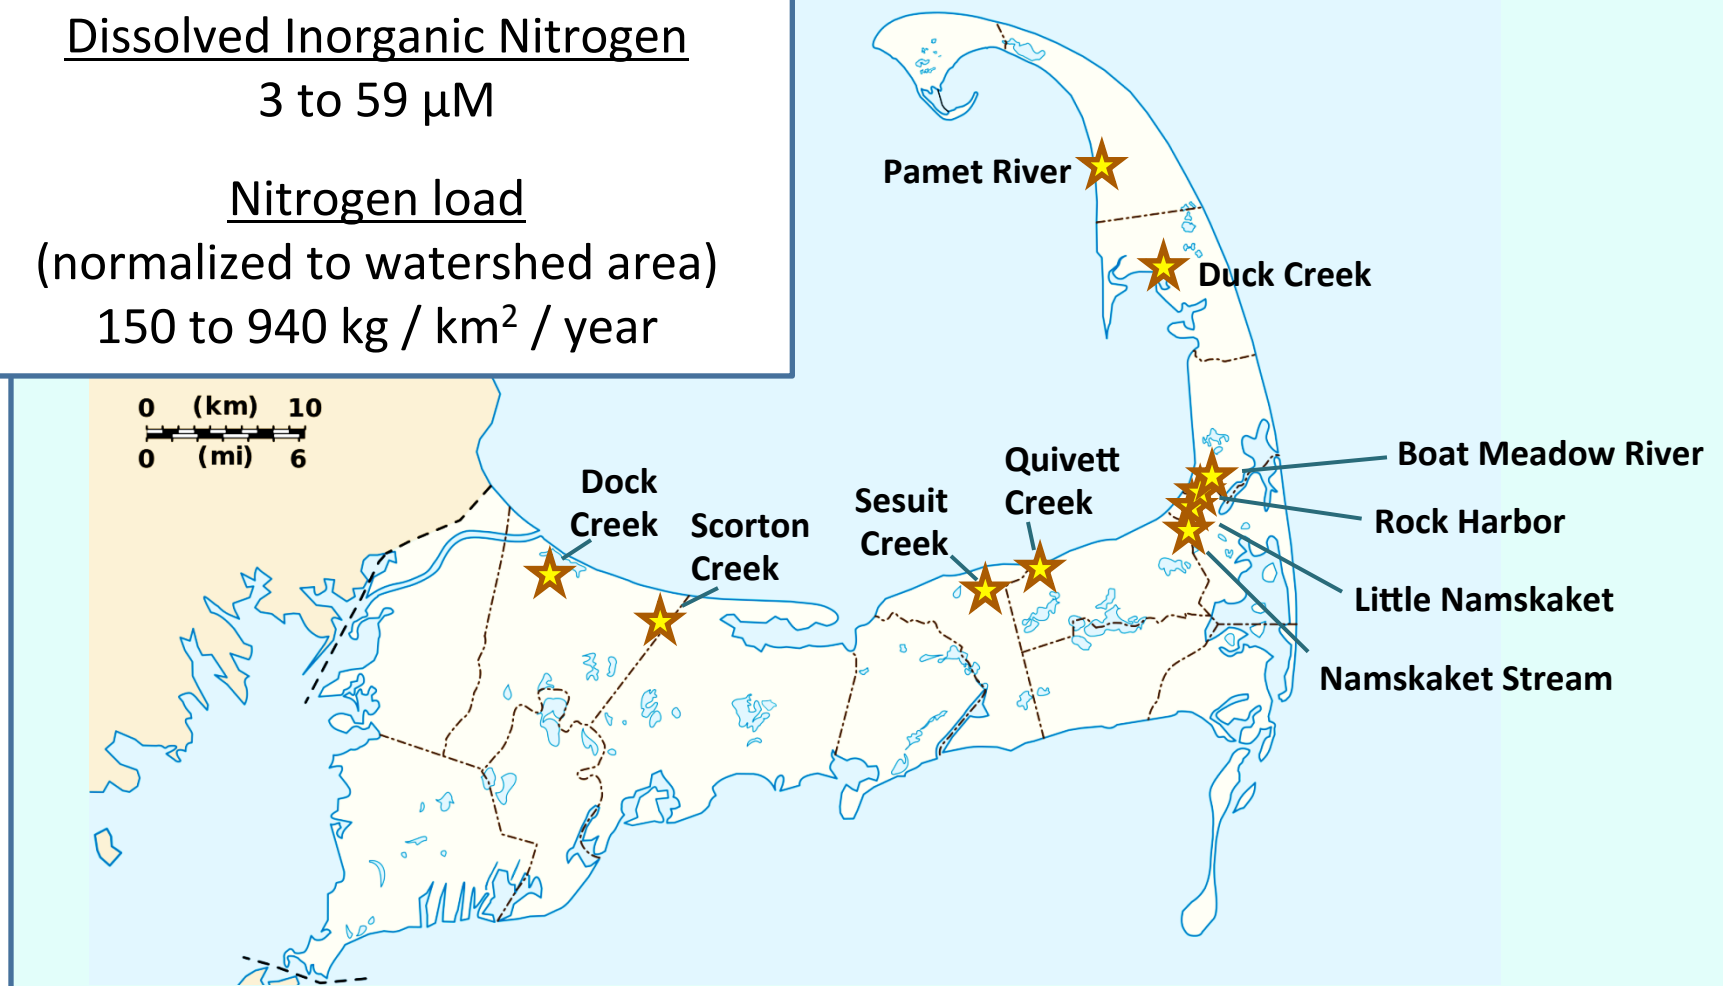 Dissolved Inorganic Nitrogen
3 to 59 µM
Nitrogen load
(normalized to watershed area)
150 to 940 kg / km² / year
0 (km) 10
0 (mi) 6
Pamet River
Duck Creek
Boat Meadow River
Rock Harbor
Little Namskaket
Namskaket Stream
Quivett
Creek
Sesuit
Creek
Dock
Creek
Scorton
Creek